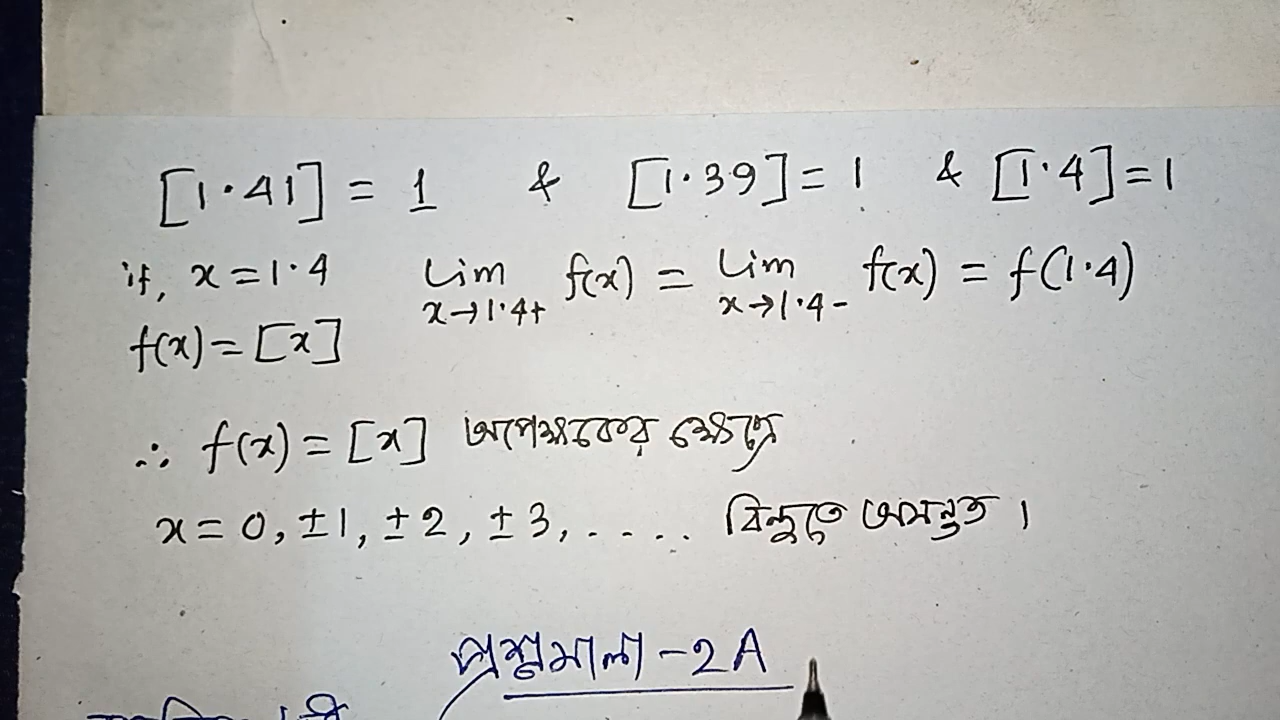 [1·41] = 1 & [1·39] = 1 & [1·4] = 1
if, x = 1·4 lim x→1·4+ f(x) = lim x→1·4- f(x) = f(1·4)
f(x) = [x]
∴ f(x) = [x] অপেক্ষকের ক্ষেত্রে
x = 0, ±1, ±2, ±3, .... বিন্দুতে অসন্তত ।
প্রশ্নমালা - 2A